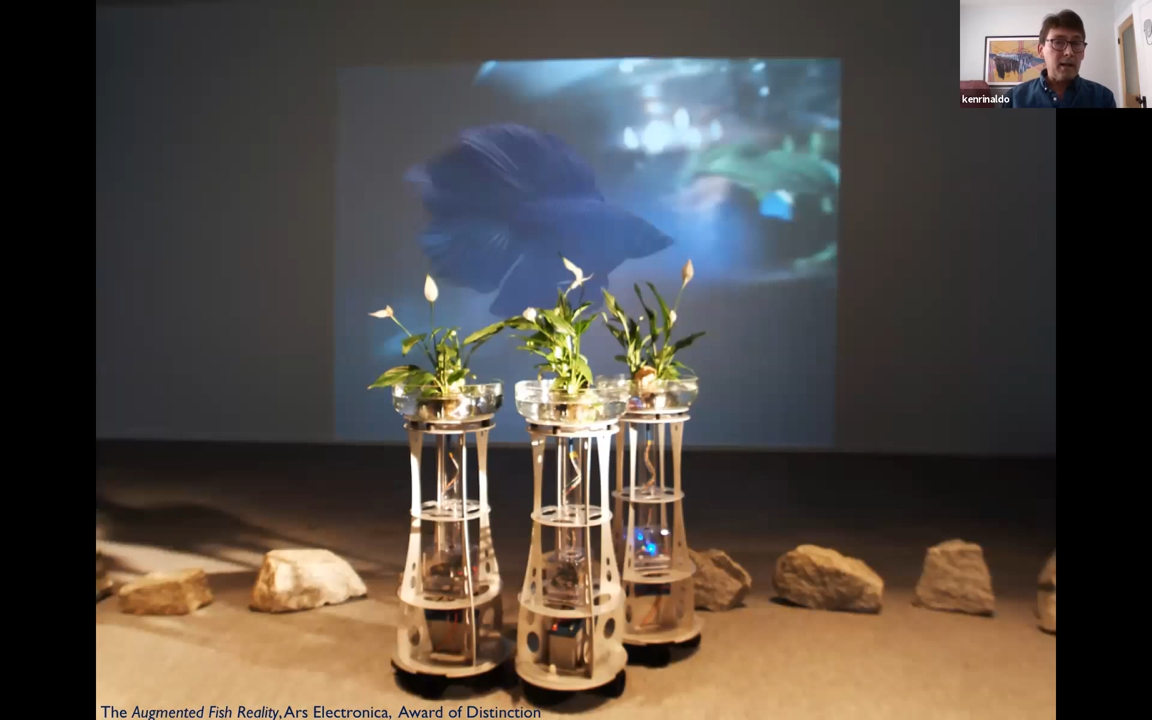 kenrinaldo
The Augmented Fish Reality, Ars Electronica, Award of Distinction